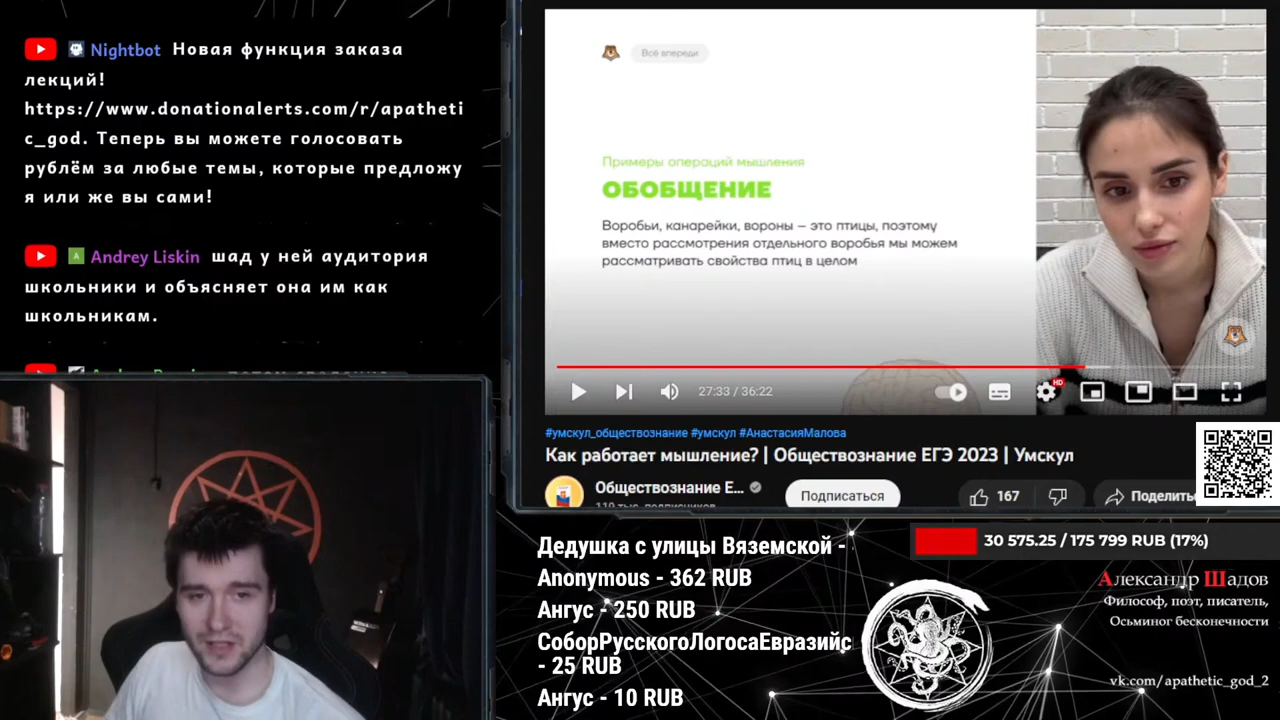 Nightbot Новая функция заказа
лекций!
https://www.donationalerts.com/r/apatheti
c_god. Теперь вы можете голосовать
рублём за любые темы, которые предложу
я или же вы сами!
Andrey Liskin шад у ней аудитория
школьники и объясняет она им как
школьникам.
Всё впереди
Примеры операций мышления
ОБОБЩЕНИЕ
Воробьи, канарейки, вороны – это птицы, поэтому
вместо рассмотрения отдельного воробья мы можем
рассматривать свойства птиц в целом
27:33 / 36:22
HD
#умскул_обществознание #умскул #АнастасияМалова
Как работает мышление? | Обществознание ЕГЭ 2023 | Умскул
Обществознание Е...
Подписаться
167
Поделить
30 575.25 / 175 799 RUB (17%)
Дедушка с улицы Вяземской -
Anonymous - 362 RUB
Ангус - 250 RUB
СоборРусскогоЛогосаЕвразийс
- 25 RUB
Ангус - 10 RUB
Александр Шадов
Философ, поэт, писатель,
Осьминог бесконечности
vk.com/apathetic_god_2